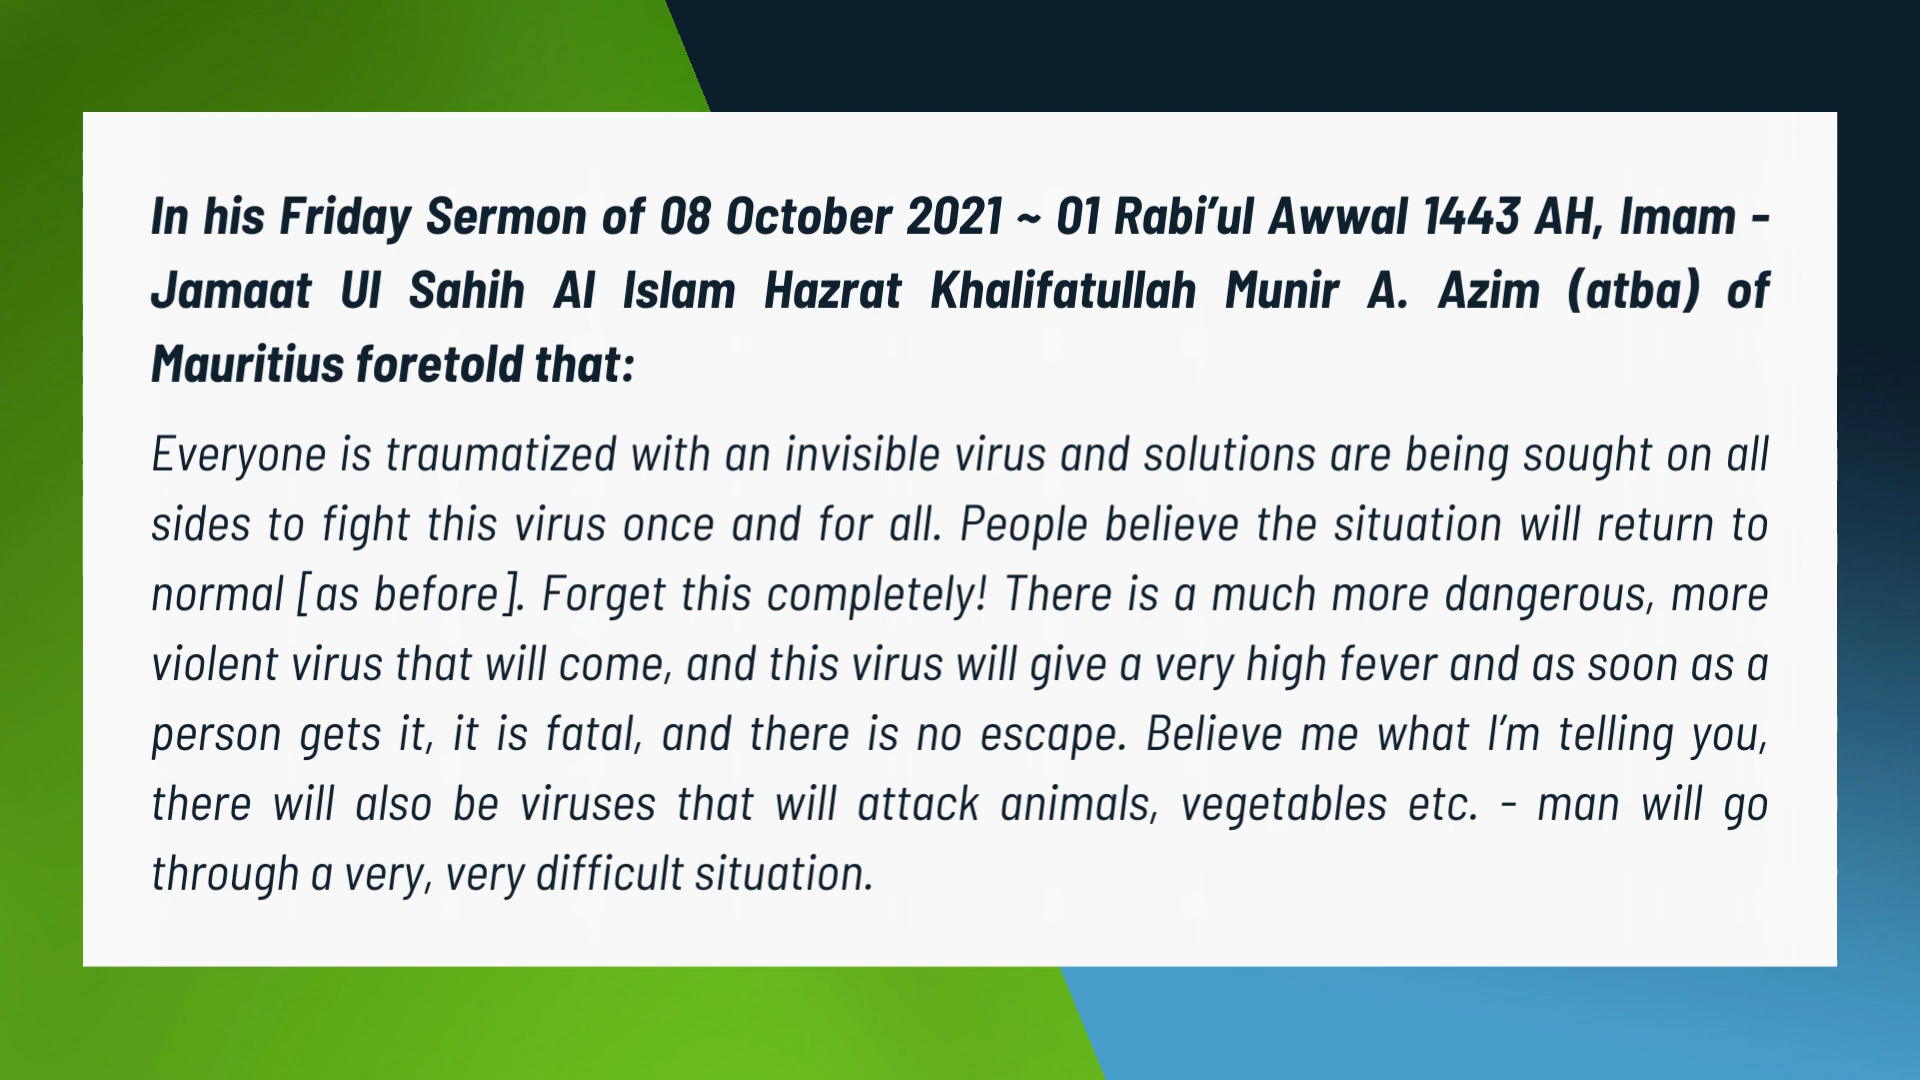 In his Friday Sermon of 08 October 2021 ~ 01 Rabi’ul Awwal 1443 AH, Imam -
Jamaat Ul Sahih Al Islam Hazrat Khalifatullah Munir A. Azim (atba) of
Mauritius foretold that:
Everyone is traumatized with an invisible virus and solutions are being sought on all
sides to fight this virus once and for all. People believe the situation will return to
normal [as before]. Forget this completely! There is a much more dangerous, more
violent virus that will come, and this virus will give a very high fever and as soon as a
person gets it, it is fatal, and there is no escape. Believe me what I’m telling you,
there will also be viruses that will attack animals, vegetables etc. - man will go
through a very, very difficult situation.